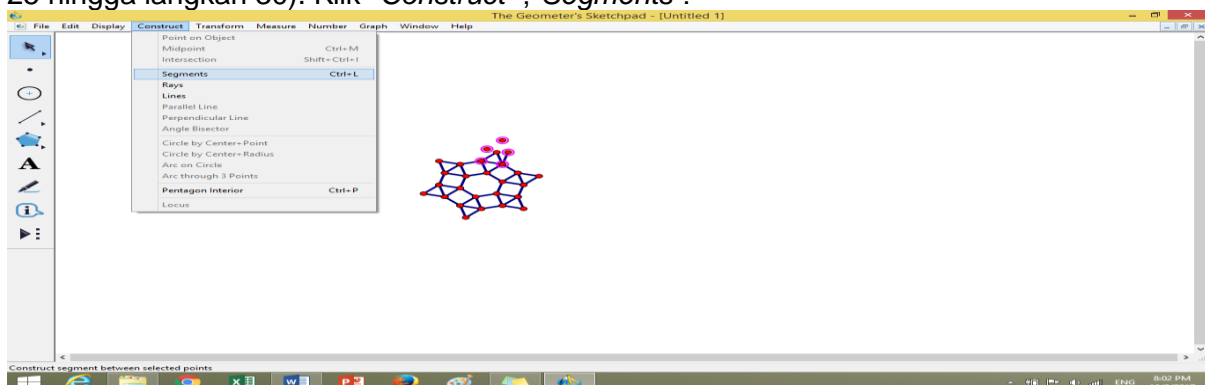 25 hingga langkah 30). Klik "Construct", "Segments".
The Geometer's Sketchpad - [Untitled 1]
File Edit Display Construct Transform Measure Number Graph Window Help
Point on Object
Midpoint Ctrl+M
Intersection Shift+Ctrl+I
Segments Ctrl+L
Rays
Lines
Parallel Line
Perpendicular Line
Angle Bisector
Circle by Center+Point
Circle by Center+Radius
Arc on Circle
Arc through 3 Points
Pentagon Interior Ctrl+P
Locus
A
Construct segment between selected points
ENG
8:02 PM